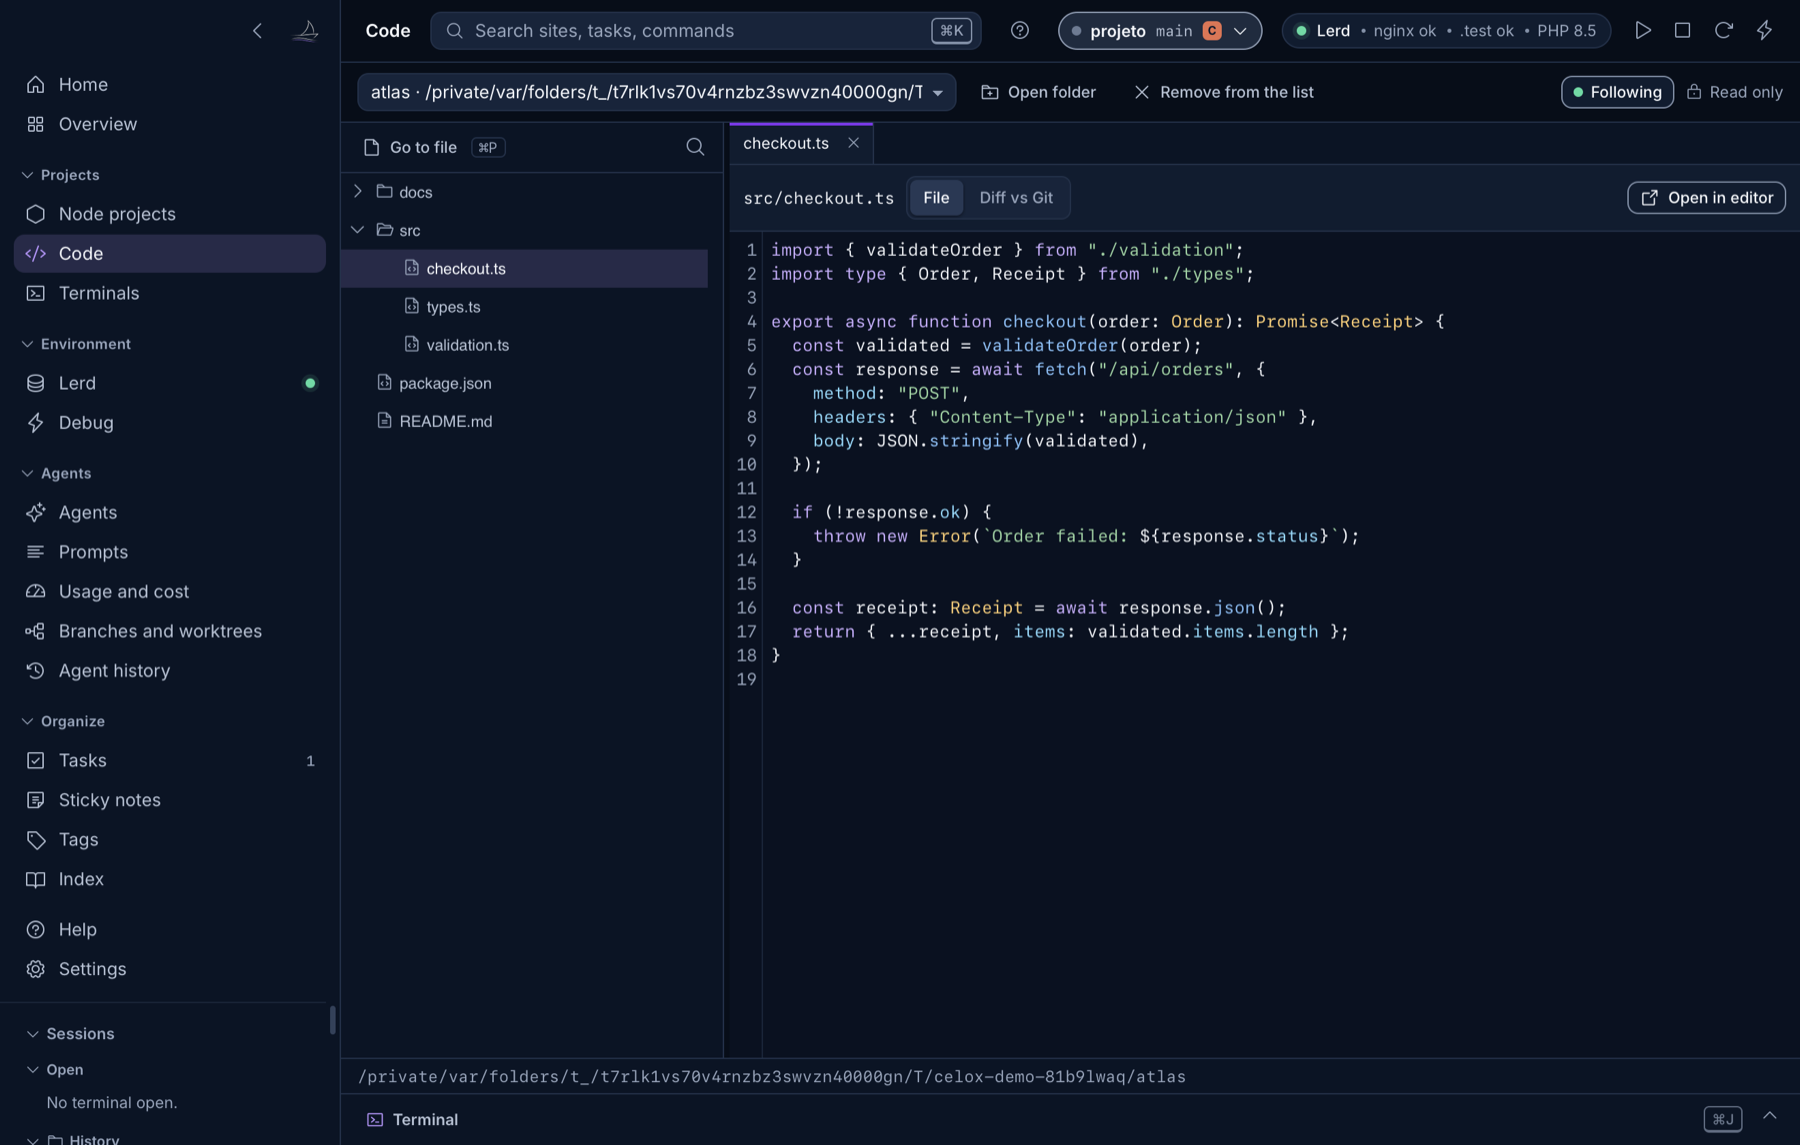 Code
Search sites, tasks, commands
⌘K
projeto main C
Lerd • nginx ok • .test ok • PHP 8.5
Home
Overview
Projects
Node projects
Code
Terminals
Environment
Lerd
Debug
Agents
Agents
Prompts
Usage and cost
Branches and worktrees
Agent history
Organize
Tasks 1
Sticky notes
Tags
Index
Help
Settings
Sessions
Open
No terminal open.
History
atlas · /private/var/folders/t_/t7rlk1vs70v4rnzbz3swvzn40000gn/T
Open folder
Remove from the list
Following
Read only
Go to file ⌘P
docs
src
checkout.ts
types.ts
validation.ts
package.json
README.md
checkout.ts
src/checkout.ts
File
Diff vs Git
Open in editor
1 import { validateOrder } from "./validation";
2 import type { Order, Receipt } from "./types";
3
4 export async function checkout(order: Order): Promise<Receipt> {
5 const validated = validateOrder(order);
6 const response = await fetch("/api/orders", {
7 method: "POST",
8 headers: { "Content-Type": "application/json" },
9 body: JSON.stringify(validated),
10 });
11
12 if (!response.ok) {
13 throw new Error(`Order failed: ${response.status}`);
14 }
15
16 const receipt: Receipt = await response.json();
17 return { ...receipt, items: validated.items.length };
18 }
19
/private/var/folders/t_/t7rlk1vs70v4rnzbz3swvzn40000gn/T/celox-demo-81b9lwaq/atlas
Terminal
⌘J